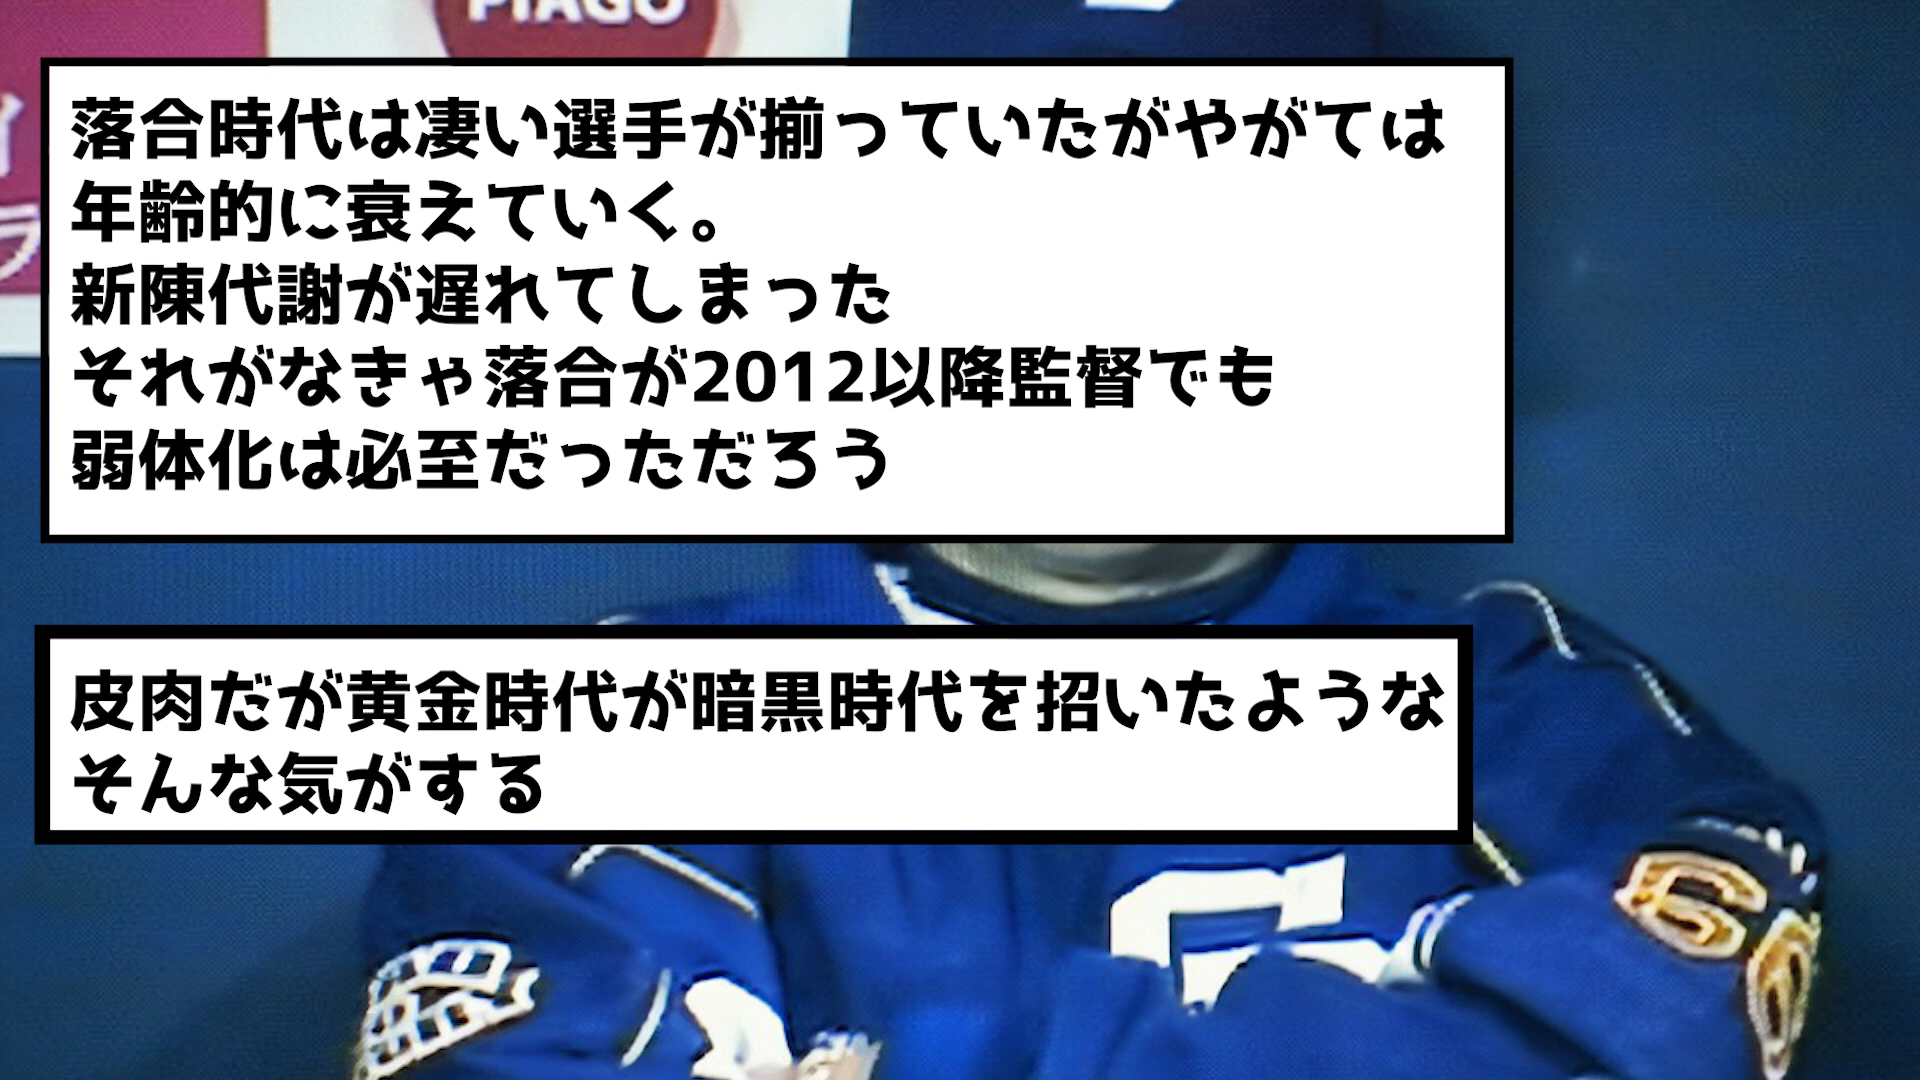 PIAGO
落合時代は凄い選手が揃っていたがやがては
年齢的に衰えていく。
新陳代謝が遅れてしまった
それがなきゃ落合が2012以降監督でも
弱体化は必至だっただろう
皮肉だが黄金時代が暗黒時代を招いたような
そんな気がする
60